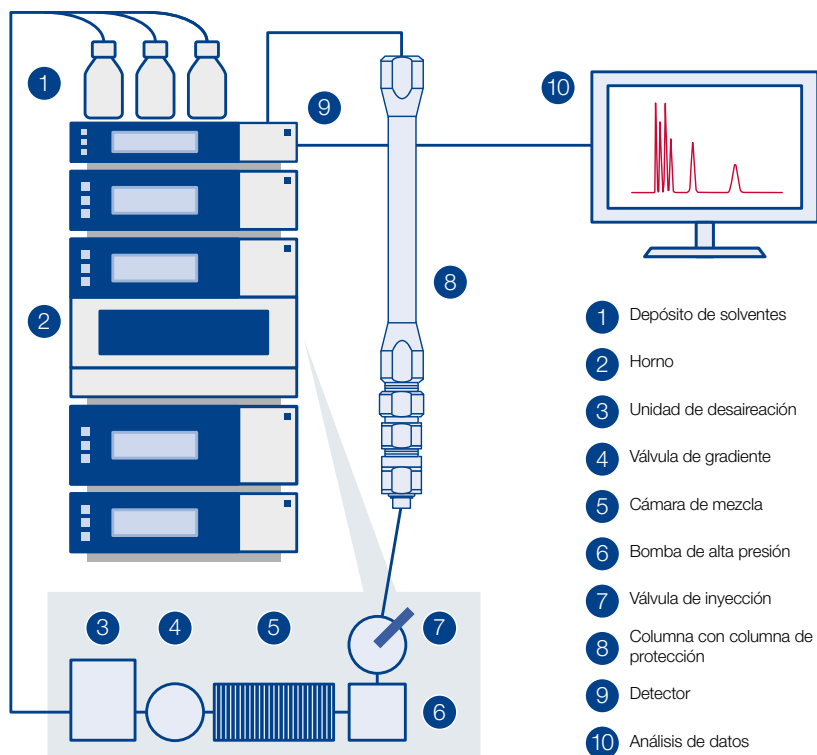 1
9
10
8
2
3
4
5
7
6
1 Depósito de solventes
2 Horno
3 Unidad de desaireación
4 Válvula de gradiente
5 Cámara de mezcla
6 Bomba de alta presión
7 Válvula de inyección
8 Columna con columna de
protección
9 Detector
10 Análisis de datos